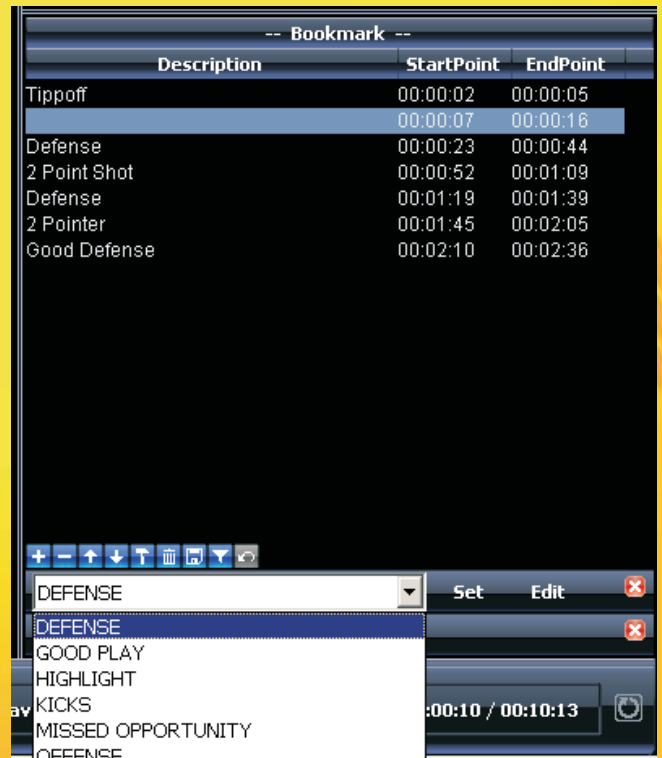 -- Bookmark --
Description StartPoint EndPoint
Tippoff 00:00:02 00:00:05
00:00:07 00:00:16
Defense 00:00:23 00:00:44
2 Point Shot 00:00:52 00:01:09
Defense 00:01:19 00:01:39
2 Pointer 00:01:45 00:02:05
Good Defense 00:02:10 00:02:36
DEFENSE Set Edit
DEFENSE
GOOD PLAY
HIGHLIGHT
KICKS :00:10 / 00:10:13
MISSED OPPORTUNITY
OFFENSE